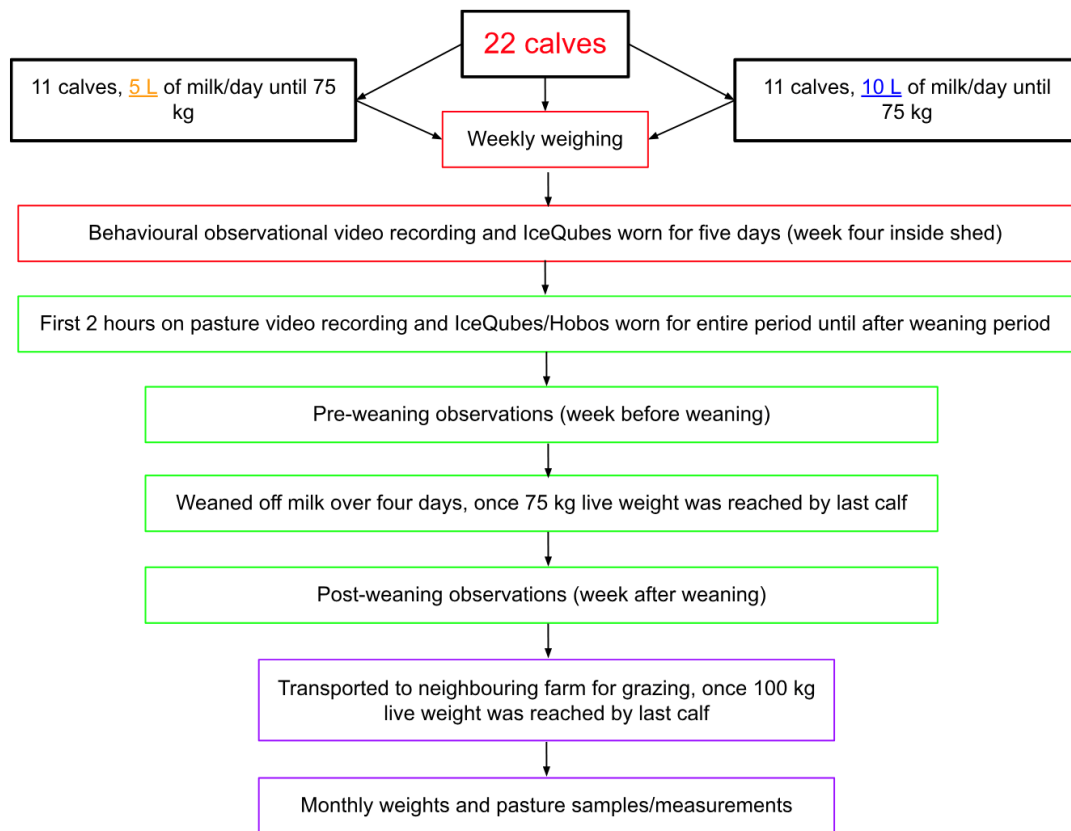 22 calves
11 calves, 5 L of milk/day until 75
kg
11 calves, 10 L of milk/day until
75 kg
Weekly weighing
Behavioural observational video recording and IceQubes worn for five days (week four inside shed)
First 2 hours on pasture video recording and IceQubes/Hobos worn for entire period until after weaning period
Pre-weaning observations (week before weaning)
Weaned off milk over four days, once 75 kg live weight was reached by last calf
Post-weaning observations (week after weaning)
Transported to neighbouring farm for grazing, once 100 kg
live weight was reached by last calf
Monthly weights and pasture samples/measurements